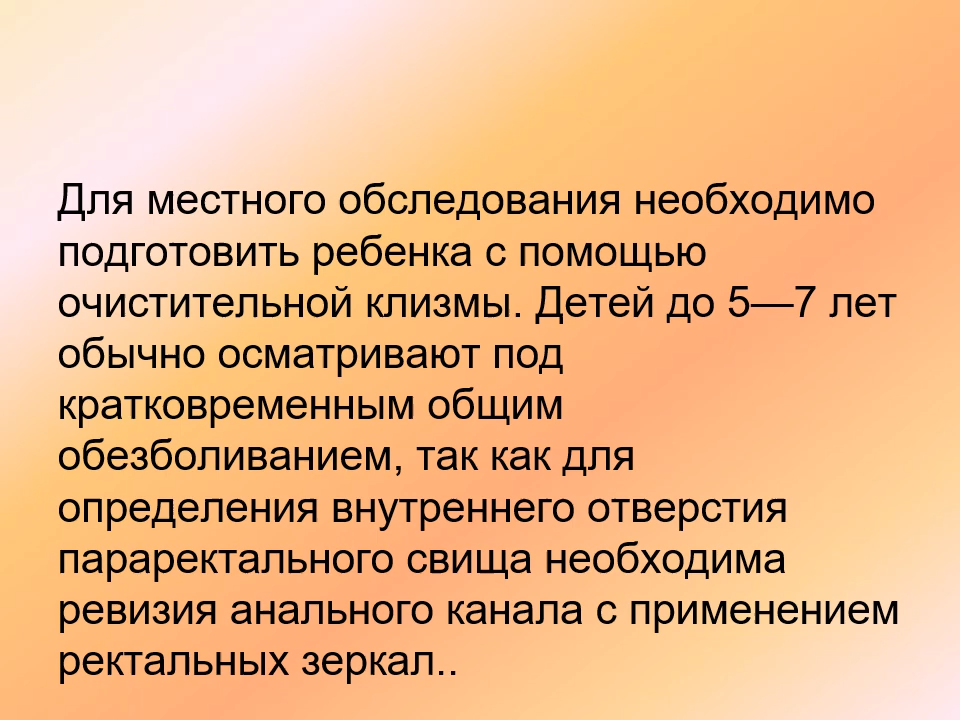 Для местного обследования необходимо
подготовить ребенка с помощью
очистительной клизмы. Детей до 5—7 лет
обычно осматривают под
кратковременным общим
обезболиванием, так как для
определения внутреннего отверстия
параректального свища необходима
ревизия анального канала с применением
ректальных зеркал..